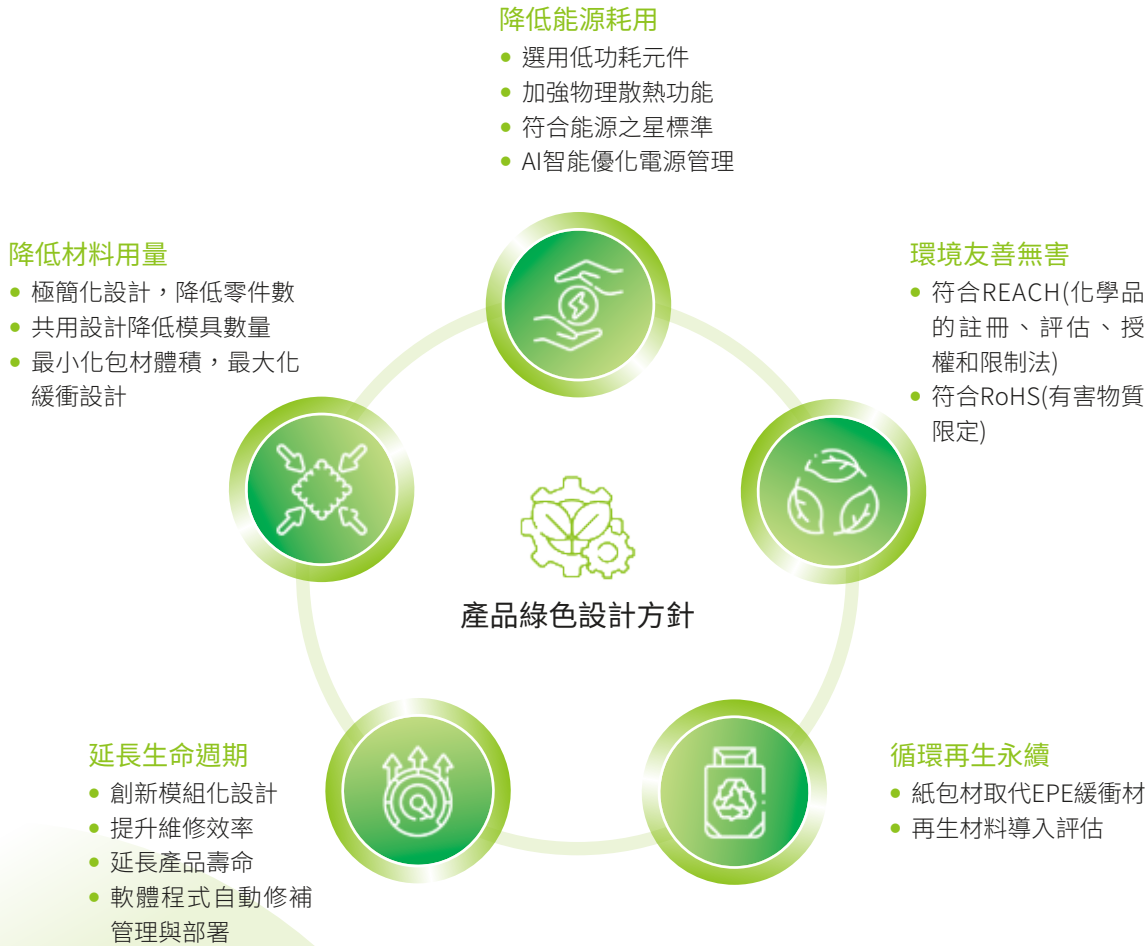 降低能源耗用
• 選用低功耗元件
• 加強物理散熱功能
• 符合能源之星標準
• AI智能優化電源管理
降低材料用量
• 極簡化設計，降低零件數
• 共用設計降低模具數量
• 最小化包材體積，最大化
緩衝設計
環境友善無害
• 符合REACH(化學品
的註冊、評估、授
權和限制法)
• 符合RoHS(有害物質
限定)
產品綠色設計方針
延長生命週期
• 創新模組化設計
• 提升維修效率
• 延長產品壽命
• 軟體程式自動修補
管理與部署
循環再生永續
• 紙包材取代EPE緩衝材
• 再生材料導入評估